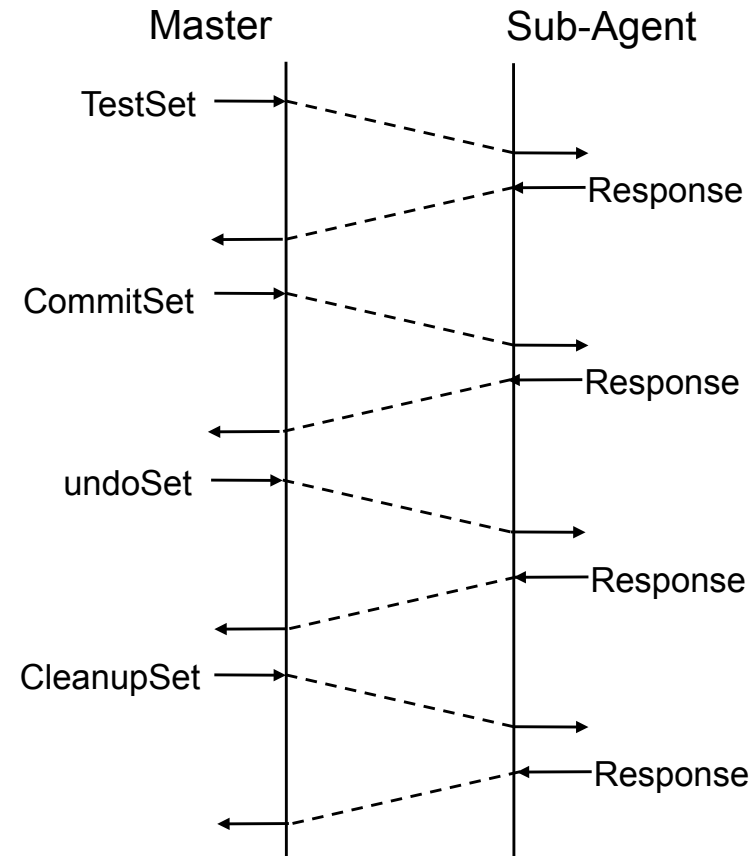 Master
Sub-Agent
TestSet
Response
CommitSet
Response
undoSet
Response
CleanupSet
Response